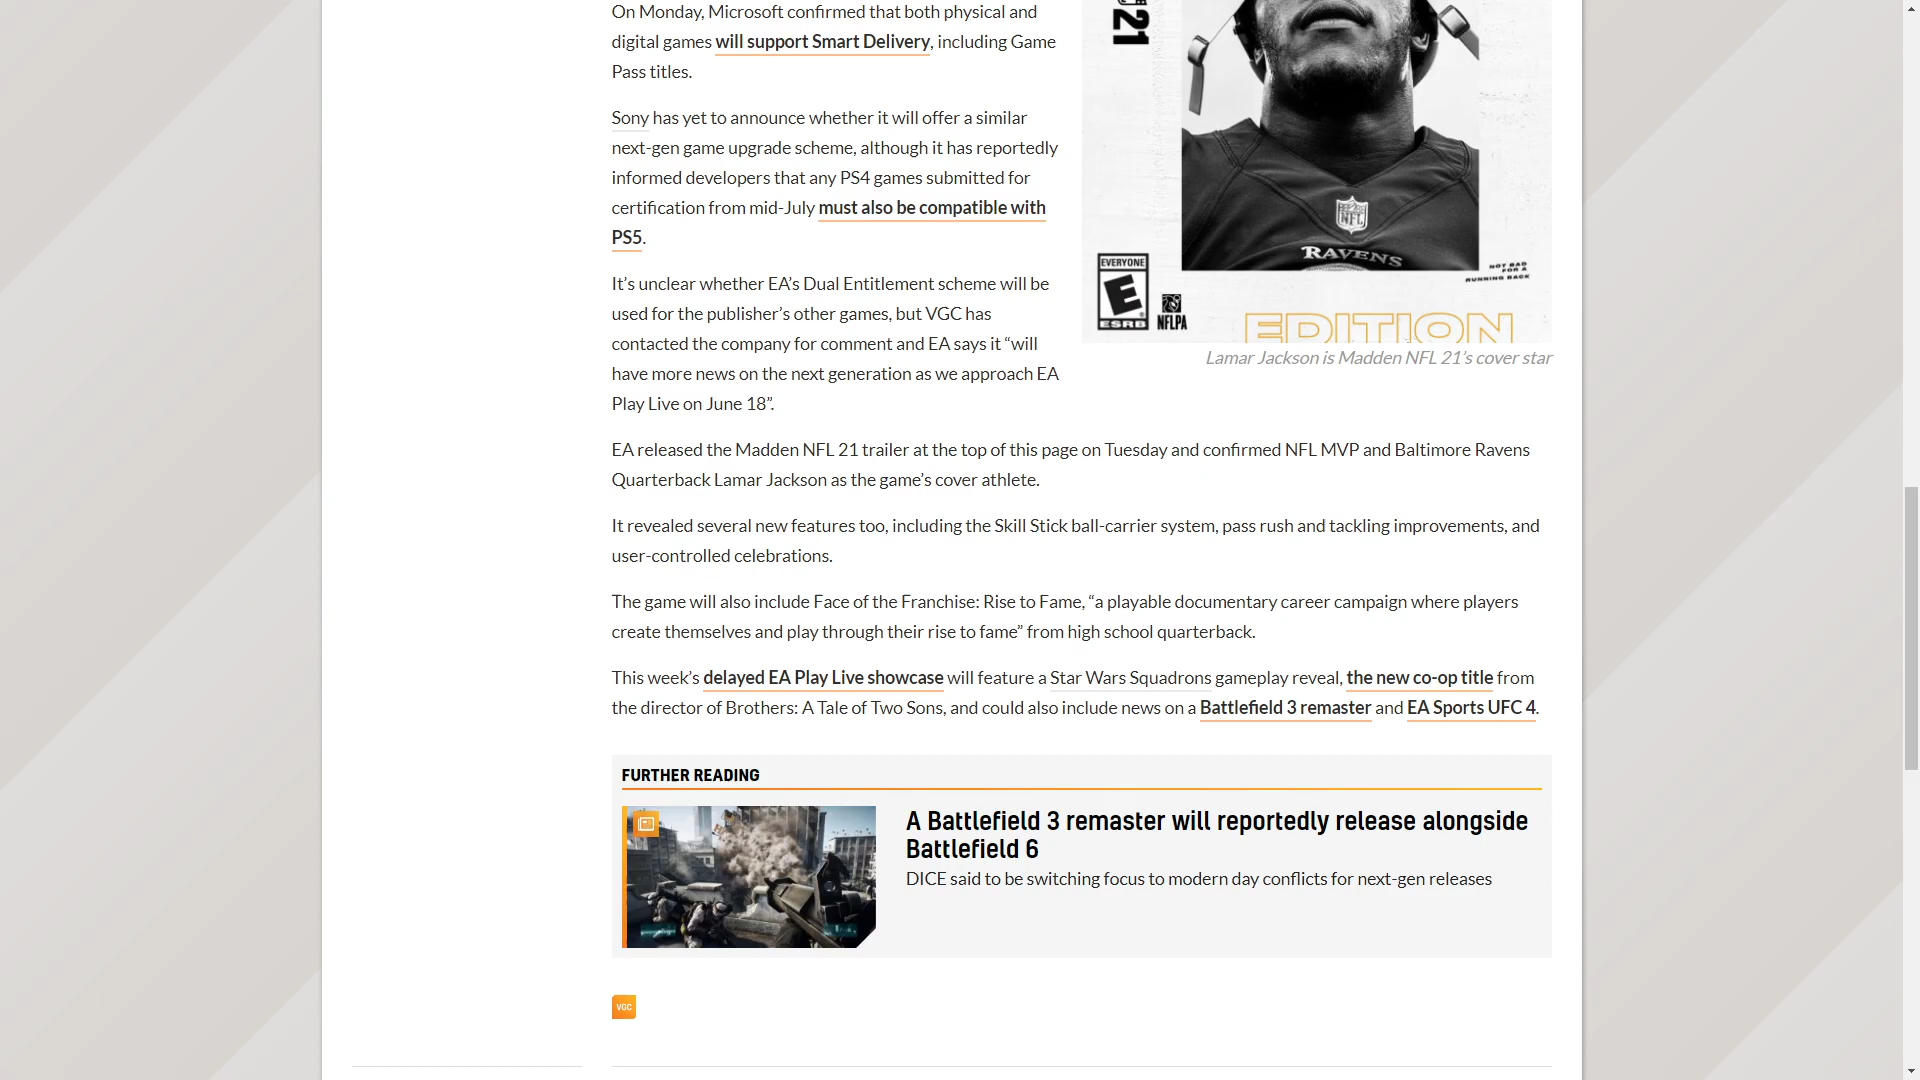 On Monday, Microsoft confirmed that both physical and
digital games will support Smart Delivery, including Game
Pass titles.
Sony has yet to announce whether it will offer a similar
next-gen game upgrade scheme, although it has reportedly
informed developers that any PS4 games submitted for
certification from mid-July must also be compatible with
PS5.
It’s unclear whether EA’s Dual Entitlement scheme will be
used for the publisher’s other games, but VGC has
contacted the company for comment and EA says it “will
have more news on the next generation as we approach EA
Play Live on June 18”.
21
NFL
RAVENS
NOT BAD
FOR A
RUNNING BACK
EVERYONE
E
ESRB
NFLPA
EDITION
Lamar Jackson is Madden NFL 21’s cover star
EA released the Madden NFL 21 trailer at the top of this page on Tuesday and confirmed NFL MVP and Baltimore Ravens
Quarterback Lamar Jackson as the game’s cover athlete.
It revealed several new features too, including the Skill Stick ball-carrier system, pass rush and tackling improvements, and
user-controlled celebrations.
The game will also include Face of the Franchise: Rise to Fame, “a playable documentary career campaign where players
create themselves and play through their rise to fame” from high school quarterback.
This week’s delayed EA Play Live showcase will feature a Star Wars Squadrons gameplay reveal, the new co-op title from
the director of Brothers: A Tale of Two Sons, and could also include news on a Battlefield 3 remaster and EA Sports UFC 4.
FURTHER READING
A Battlefield 3 remaster will reportedly release alongside
Battlefield 6
DICE said to be switching focus to modern day conflicts for next-gen releases
VGC